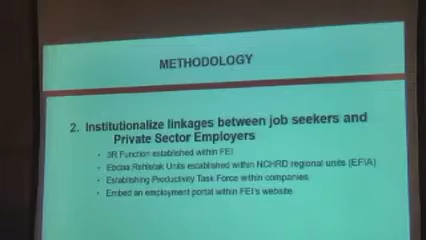 METHODOLOGY
2. Institutionalize linkages between job seekers and
Private Sector Employers
• 3R Function established within FEI
• Ebdaa Rehletak Units established within NCHRD regional units (EFIA)
• Establishing Productivity Task Force within companies
• Embed an employment portal within FEI's website